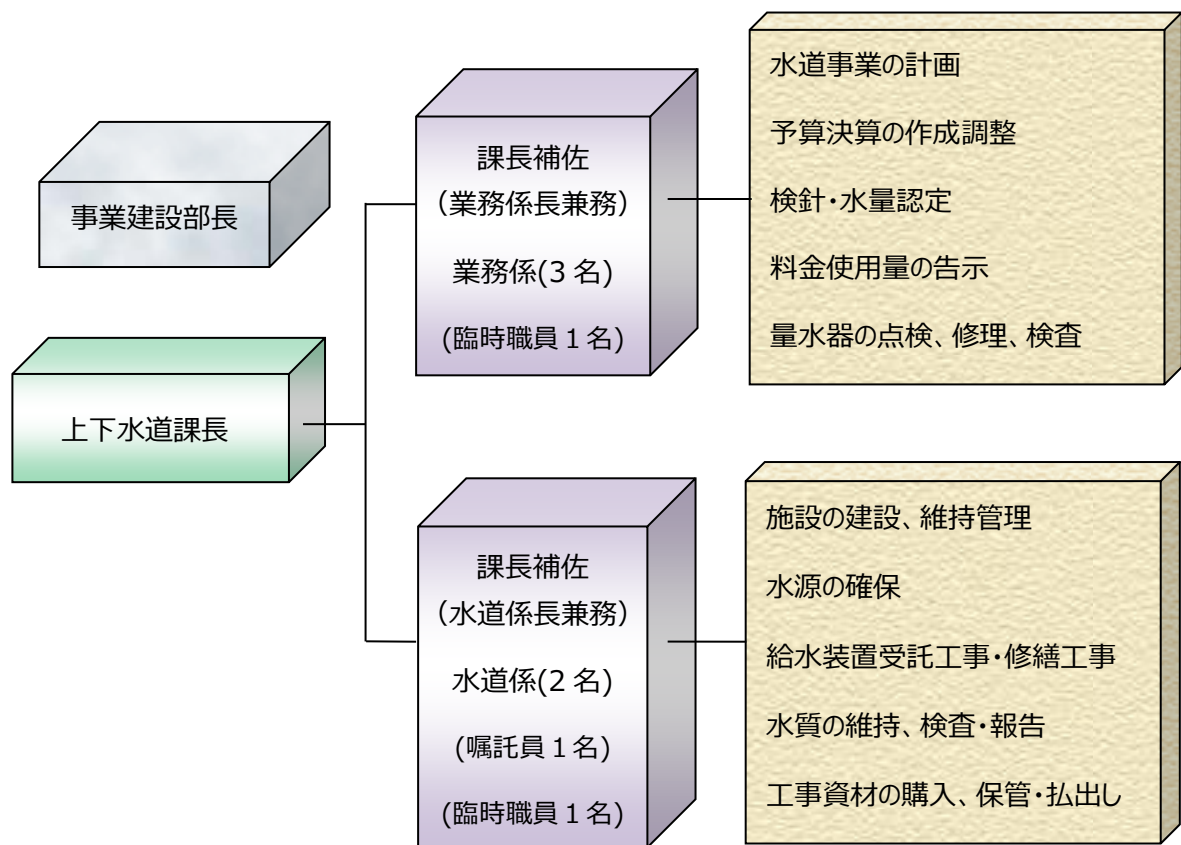 事業建設部長
上下水道課長
課長補佐
(業務係長兼務)
業務係(3 名)
(臨時職員 1 名)
水道事業の計画
予算決算の作成調整
検針・水量認定
料金使用量の告示
量水器の点検、修理、検査
課長補佐
(水道係長兼務)
水道係(2 名)
(嘱託員 1 名)
(臨時職員 1 名)
施設の建設、維持管理
水源の確保
給水装置受託工事・修繕工事
水質の維持、検査・報告
工事資材の購入、保管・払出し